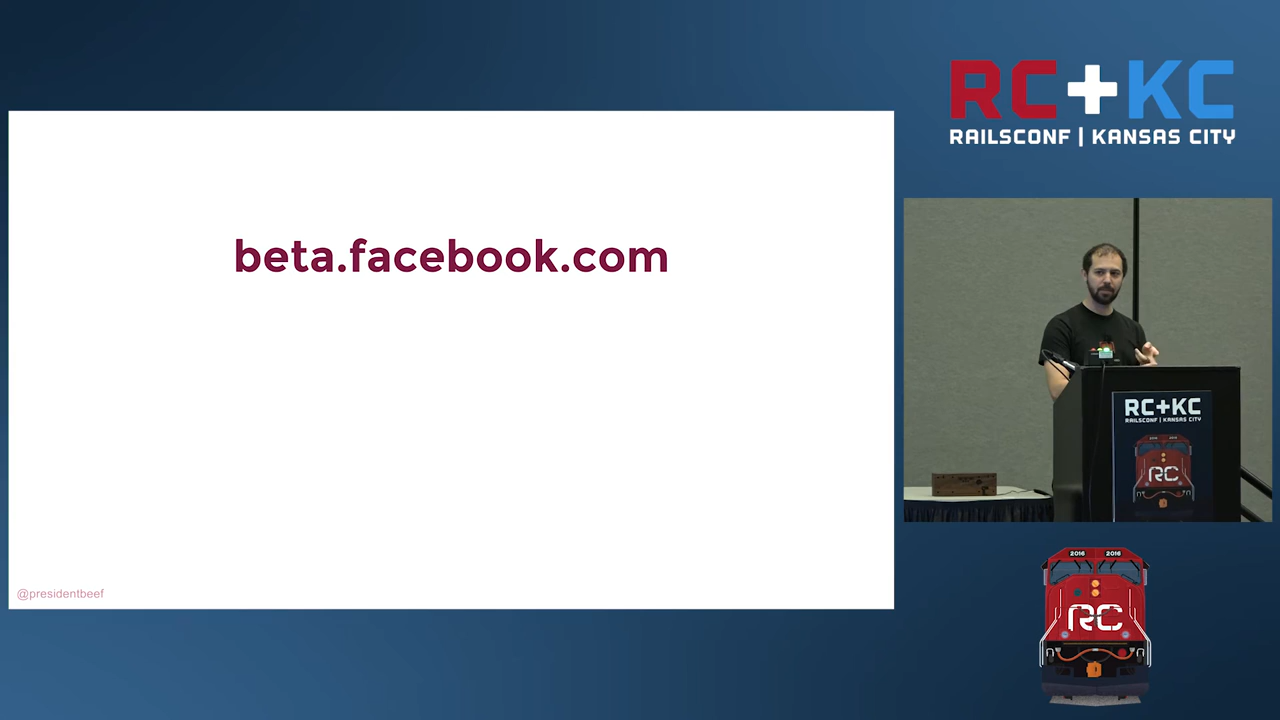 beta.facebook.com
@presidentbeef
RC+KC
RAILSCONF | KANSAS CITY
RC+KC
RAILSCONF | KANSAS CITY
RC
2016 2016
RC